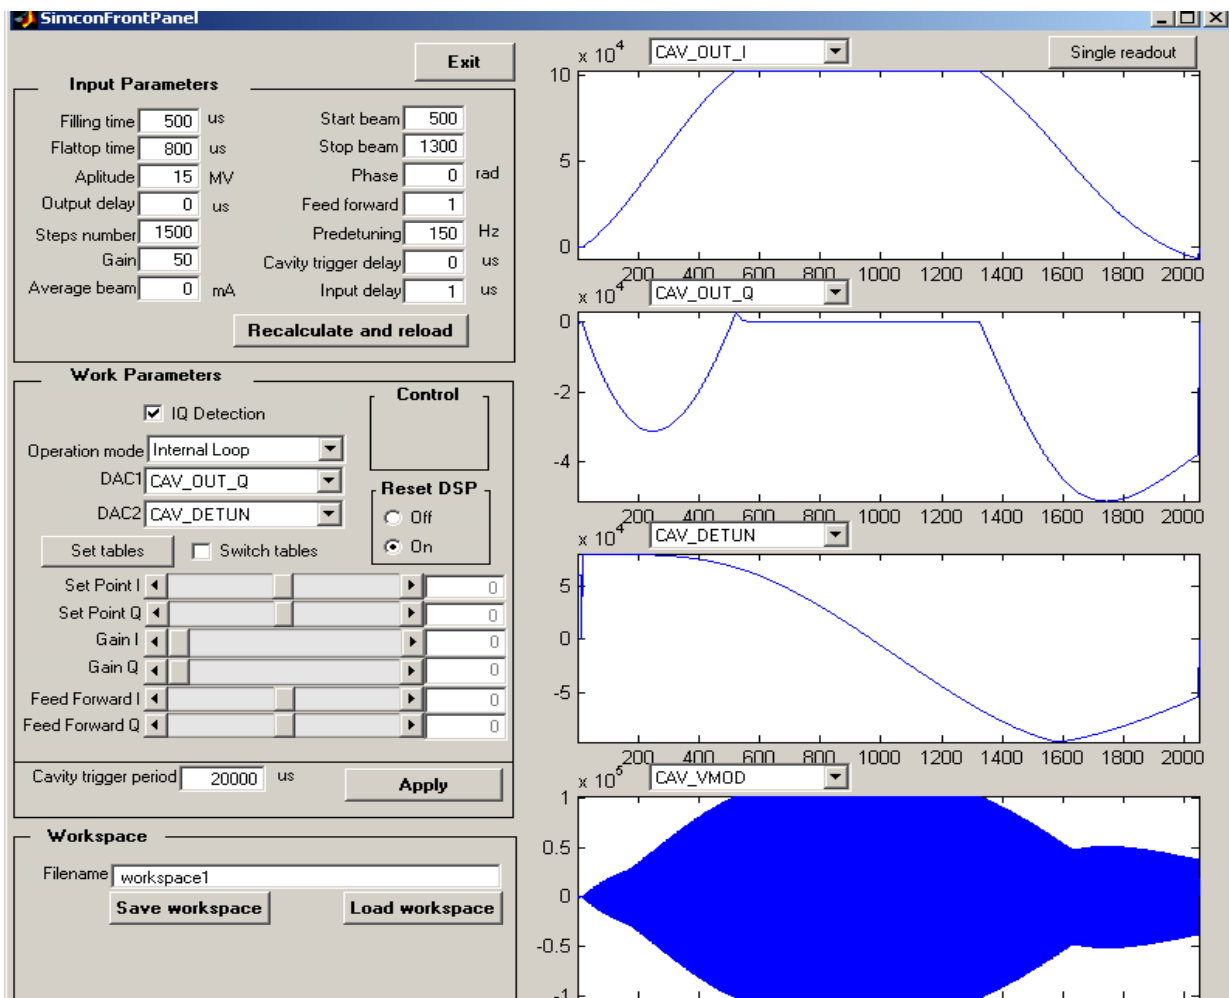 SimconFrontPanel
Exit
Input Parameters
Filling time 500 us
Flattop time 800 us
Aplitude 15 MV
Output delay 0 us
Steps number 1500
Gain 50
Average beam 0 mA
Start beam 500
Stop beam 1300
Phase 0 rad
Feed forward 1
Predetuning 150 Hz
Cavity trigger delay 0 us
Input delay 1 us
Recalculate and reload
Work Parameters
IQ Detection
Operation mode Internal Loop
DAC1 CAV_OUT_Q
DAC2 CAV_DETUN
Set tables
Switch tables
Control
Reset DSP
Off
On
Set Point I 0
Set Point Q 0
Gain I 0
Gain Q 0
Feed Forward I 0
Feed Forward Q 0
Cavity trigger period 20000 us
Apply
Workspace
Filename workspace1
Save workspace
Load workspace
x 10^4 CAV_OUT_I
Single readout
10
5
0
200 400 600 800 1000 1200 1400 1600 1800 2000
x 10^4 CAV_OUT_Q
0
-2
-4
200 400 600 800 1000 1200 1400 1600 1800 2000
x 10^4 CAV_DETUN
5
0
-5
200 400 600 800 1000 1200 1400 1600 1800 2000
x 10^5 CAV_VMOD
1
0.5
0
-0.5
-1